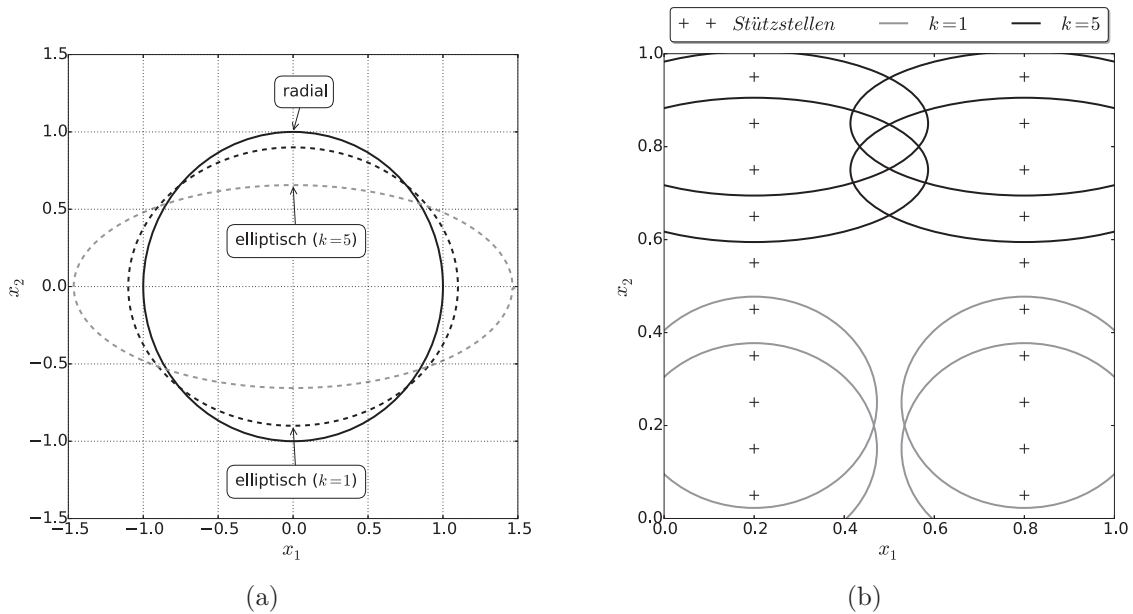 1.5
1.0
0.5
0.0
−0.5
−1.0
−1.5
x₂
radial
elliptisch (k=5)
elliptisch (k=1)
−1.5 −1.0 −0.5 0.0 0.5 1.0 1.5
x₁
(a)
Stützstellen k=1 k=5
1.0
0.8
0.6
0.4
0.2
0.0
x₂
0.0 0.2 0.4 0.6 0.8 1.0
x₁
(b)